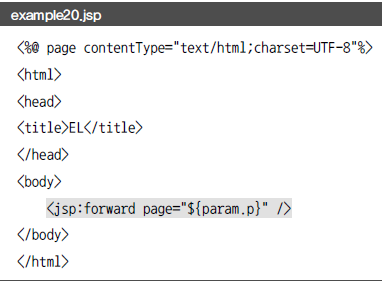 example20.jsp
<%@ page contentType="text/html;charset=UTF-8"%>
<html>
<head>
<title>EL</title>
</head>
<body>
<jsp:forward page="${param.p}" />
</body>
</html>